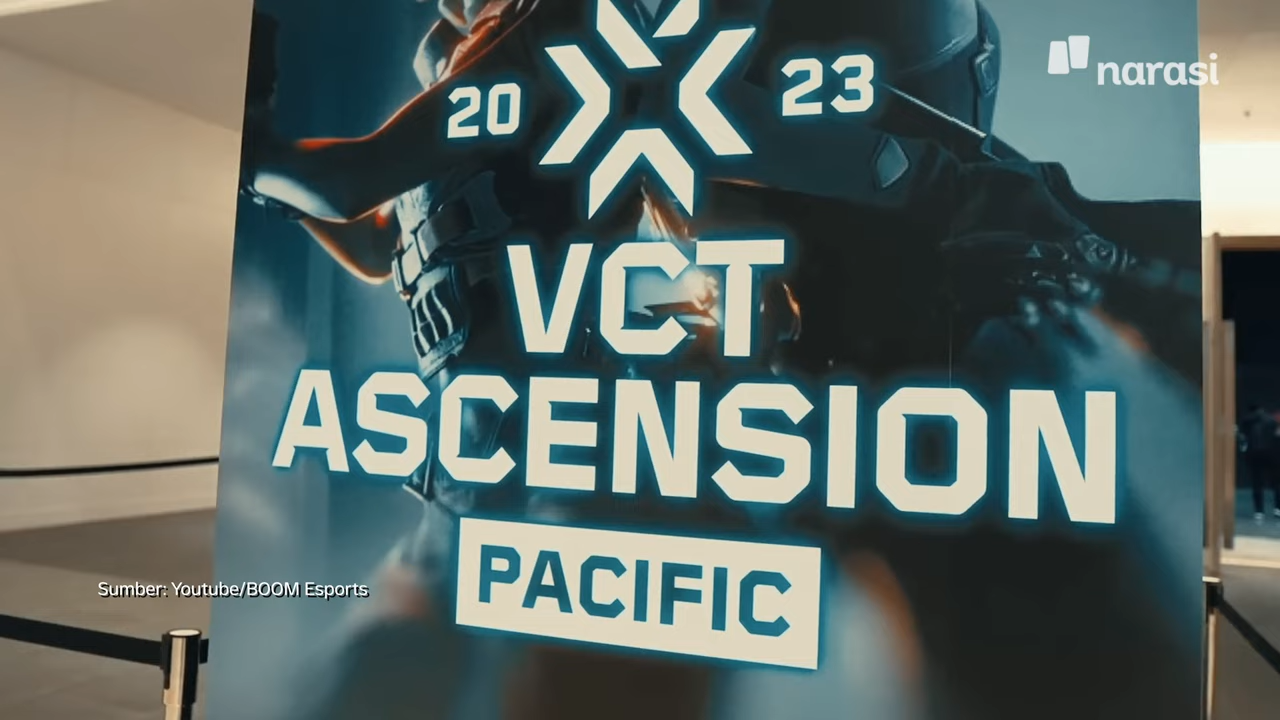 narasi
20 23
VCT
ASCENSION
PACIFIC
Sumber: Youtube/BOOM Esports